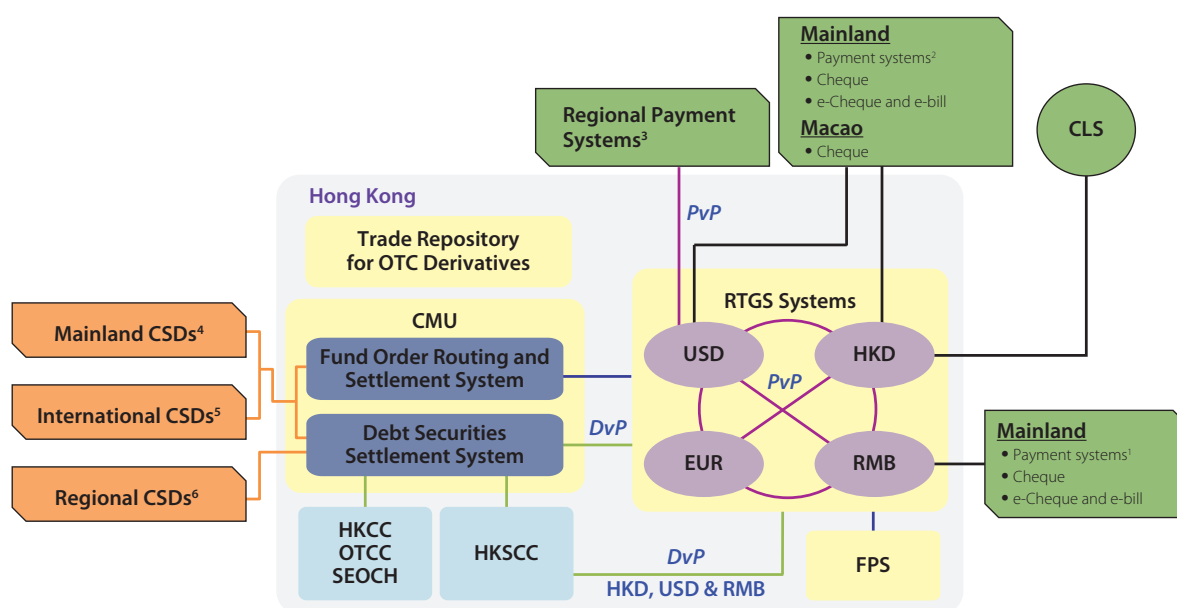 Mainland
• Payment systems²
• Cheque
• e-Cheque and e-bill
Macao
• Cheque
Regional Payment
Systems³
CLS
Hong Kong
PvP
Trade Repository
for OTC Derivatives
RTGS Systems
CMU
Mainland CSDs⁴
Fund Order Routing and
Settlement System
USD
HKD
PvP
International CSDs⁵
Debt Securities
Settlement System
DvP
EUR
RMB
Mainland
• Payment systems¹
• Cheque
• e-Cheque and e-bill
Regional CSDs⁶
HKCC
OTCC
SEOCH
HKSCC
DvP
HKD, USD & RMB
FPS